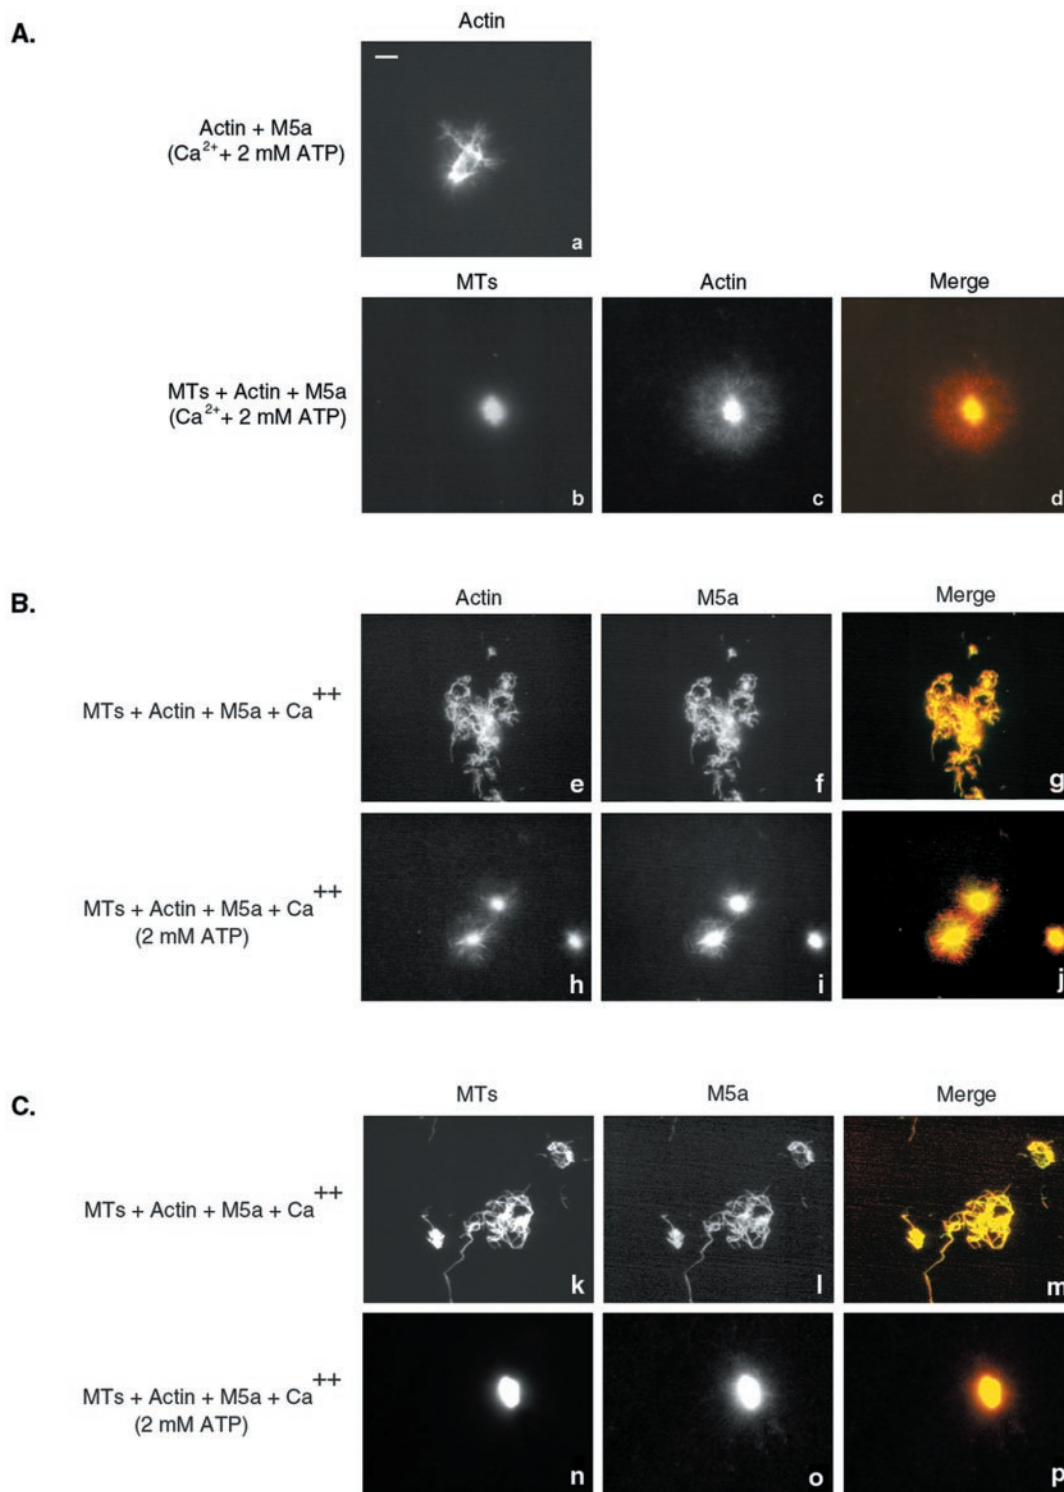 A.
Actin
Actin + M5a
(Ca2+ + 2 mM ATP)
a
MTs
Actin
Merge
MTs + Actin + M5a
(Ca2+ + 2 mM ATP)
b
c
d
B.
Actin
M5a
Merge
MTs + Actin + M5a + Ca++
e
f
g
MTs + Actin + M5a + Ca++
(2 mM ATP)
h
i
j
C.
MTs
M5a
Merge
MTs + Actin + M5a + Ca++
k
l
m
MTs + Actin + M5a + Ca++
(2 mM ATP)
n
o
p